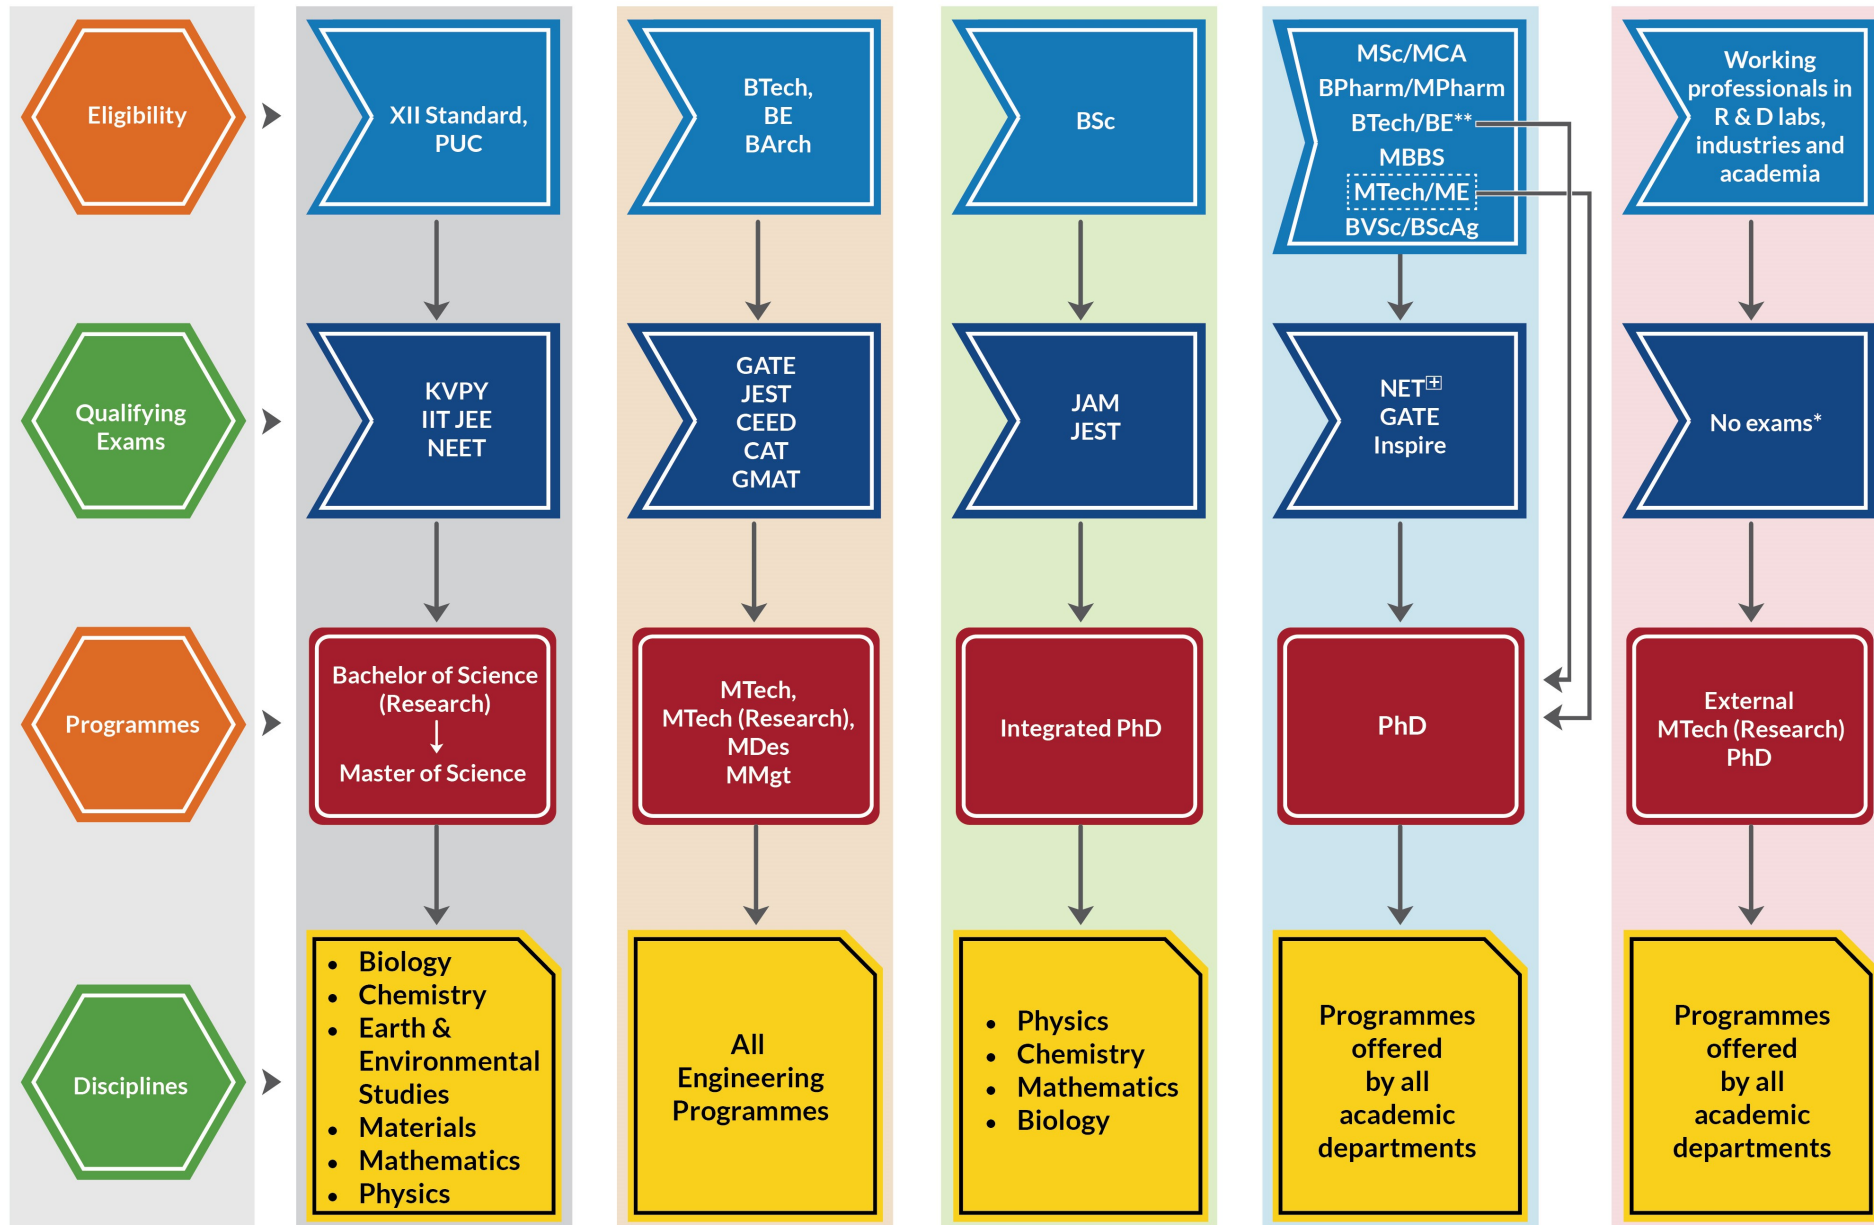 Eligibility
XII Standard,
PUC
BTech,
BE
BArch
BSc
MSc/MCA
BPharm/MPharm
BTech/BE**
MBBS
MTech/ME
BVSc/BScAg
Working
professionals in
R & D labs,
industries and
academia
Qualifying
Exams
KVPY
IIT JEE
NEET
GATE
JEST
CEED
CAT
GMAT
JAM
JEST
NET⊞
GATE
Inspire
No exams*
Programmes
Bachelor of Science
(Research)
Master of Science
MTech,
MTech (Research),
MDes
MMgt
Integrated PhD
PhD
External
MTech (Research)
PhD
Disciplines
• Biology
• Chemistry
• Earth &
Environmental
Studies
• Materials
• Mathematics
• Physics
All
Engineering
Programmes
• Physics
• Chemistry
• Mathematics
• Biology
Programmes
offered
by all
academic
departments
Programmes
offered
by all
academic
departments